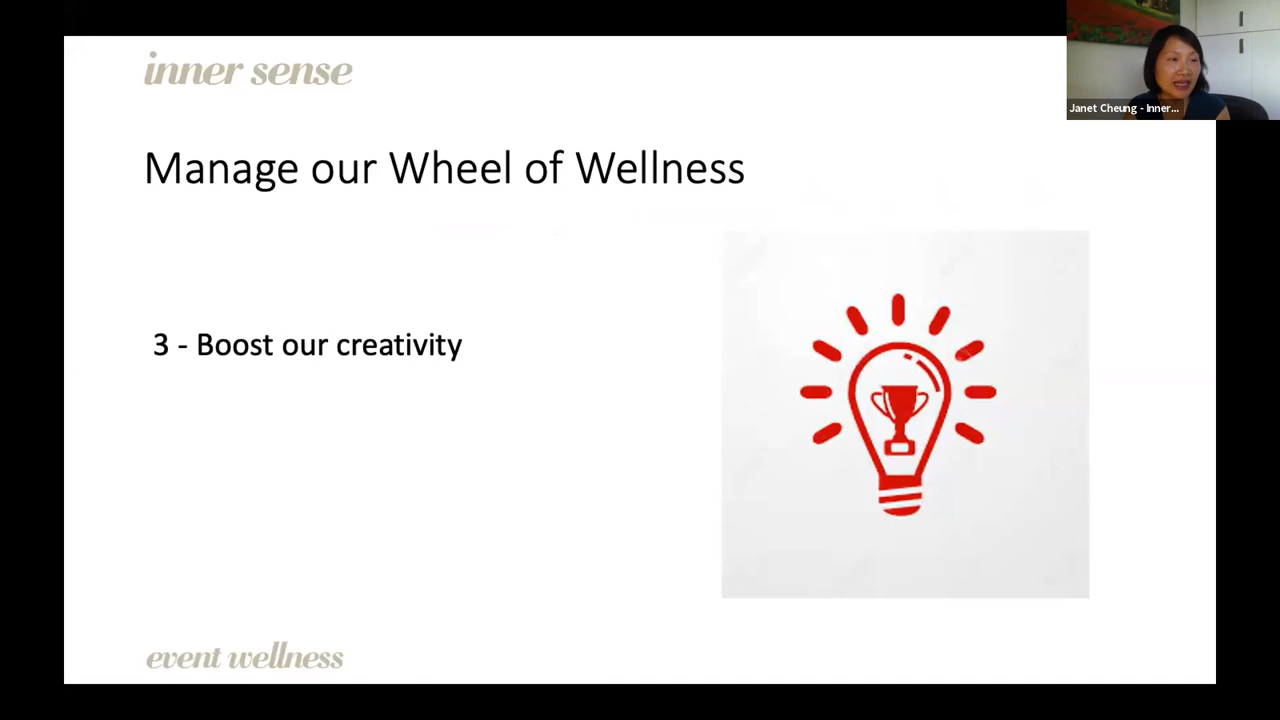 inner sense
Janet Cheung - Inner...
Manage our Wheel of Wellness
3 - Boost our creativity
event wellness